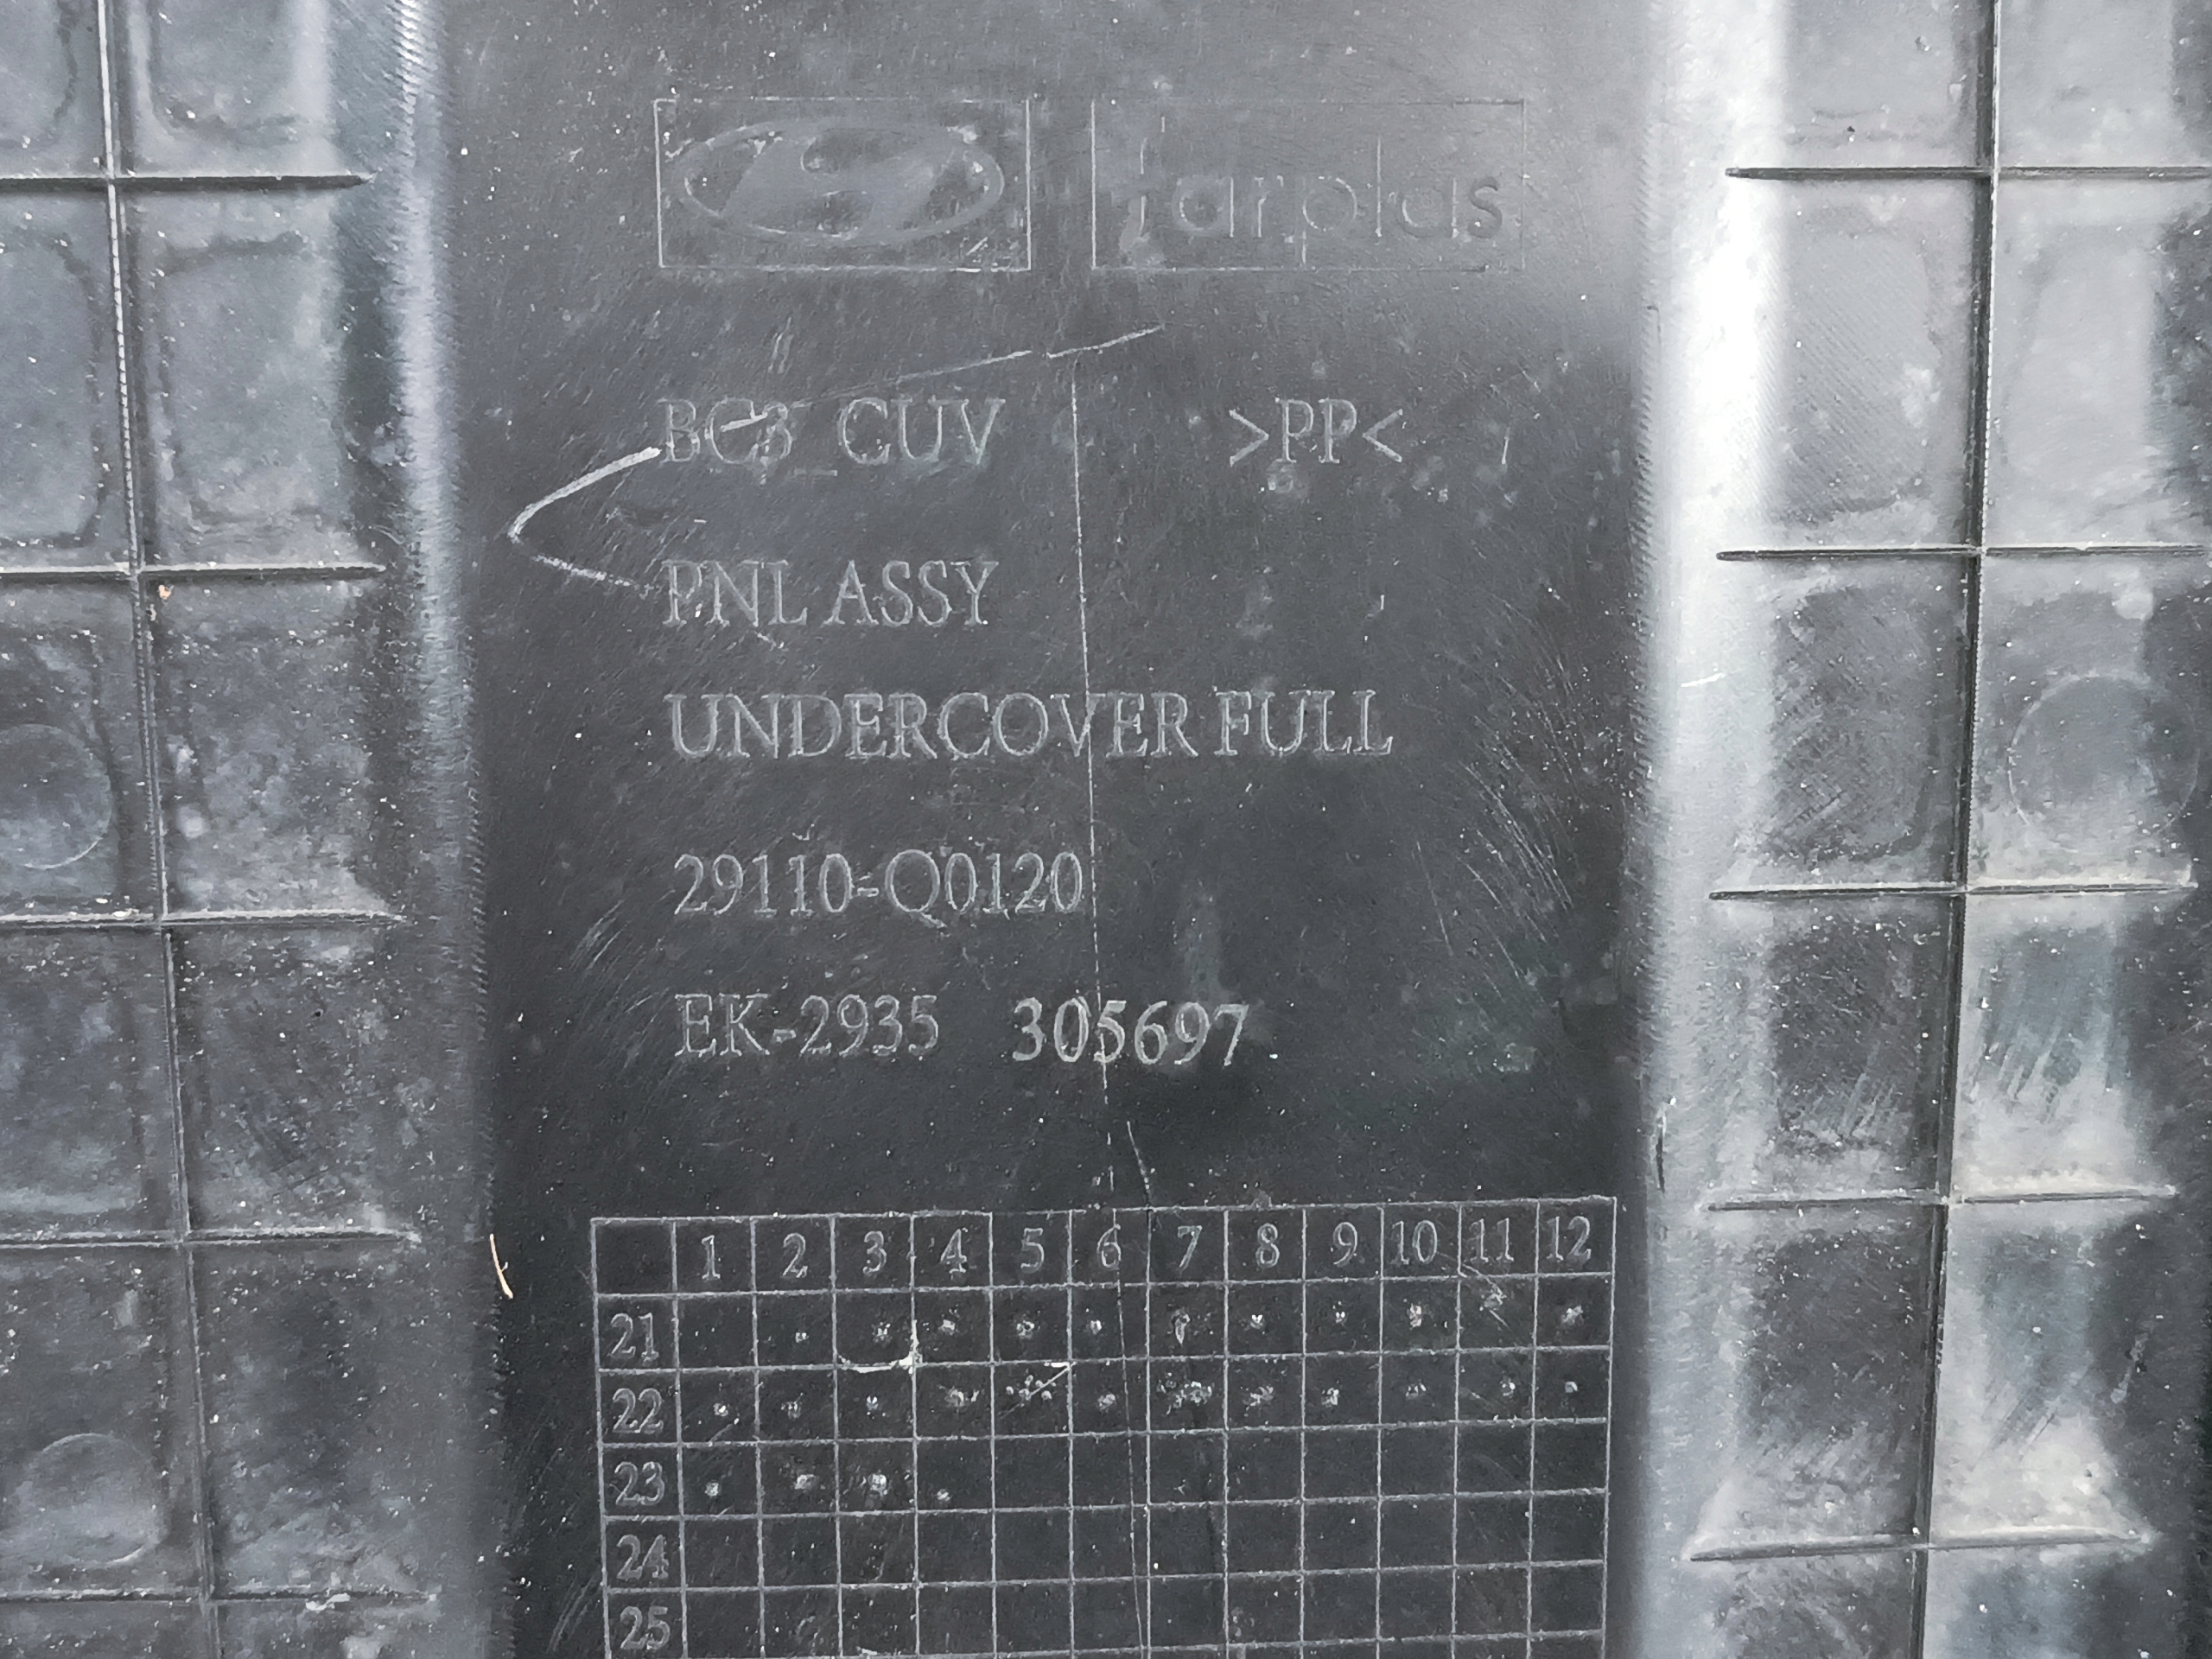 farplas
BC3_CUV >PP<
PNL ASSY
UNDERCOVER FULL
29110-Q0120
EK-2935 305697
1 2 3 4 5 6 7 8 9 10 11 12
21
22
23
24
25